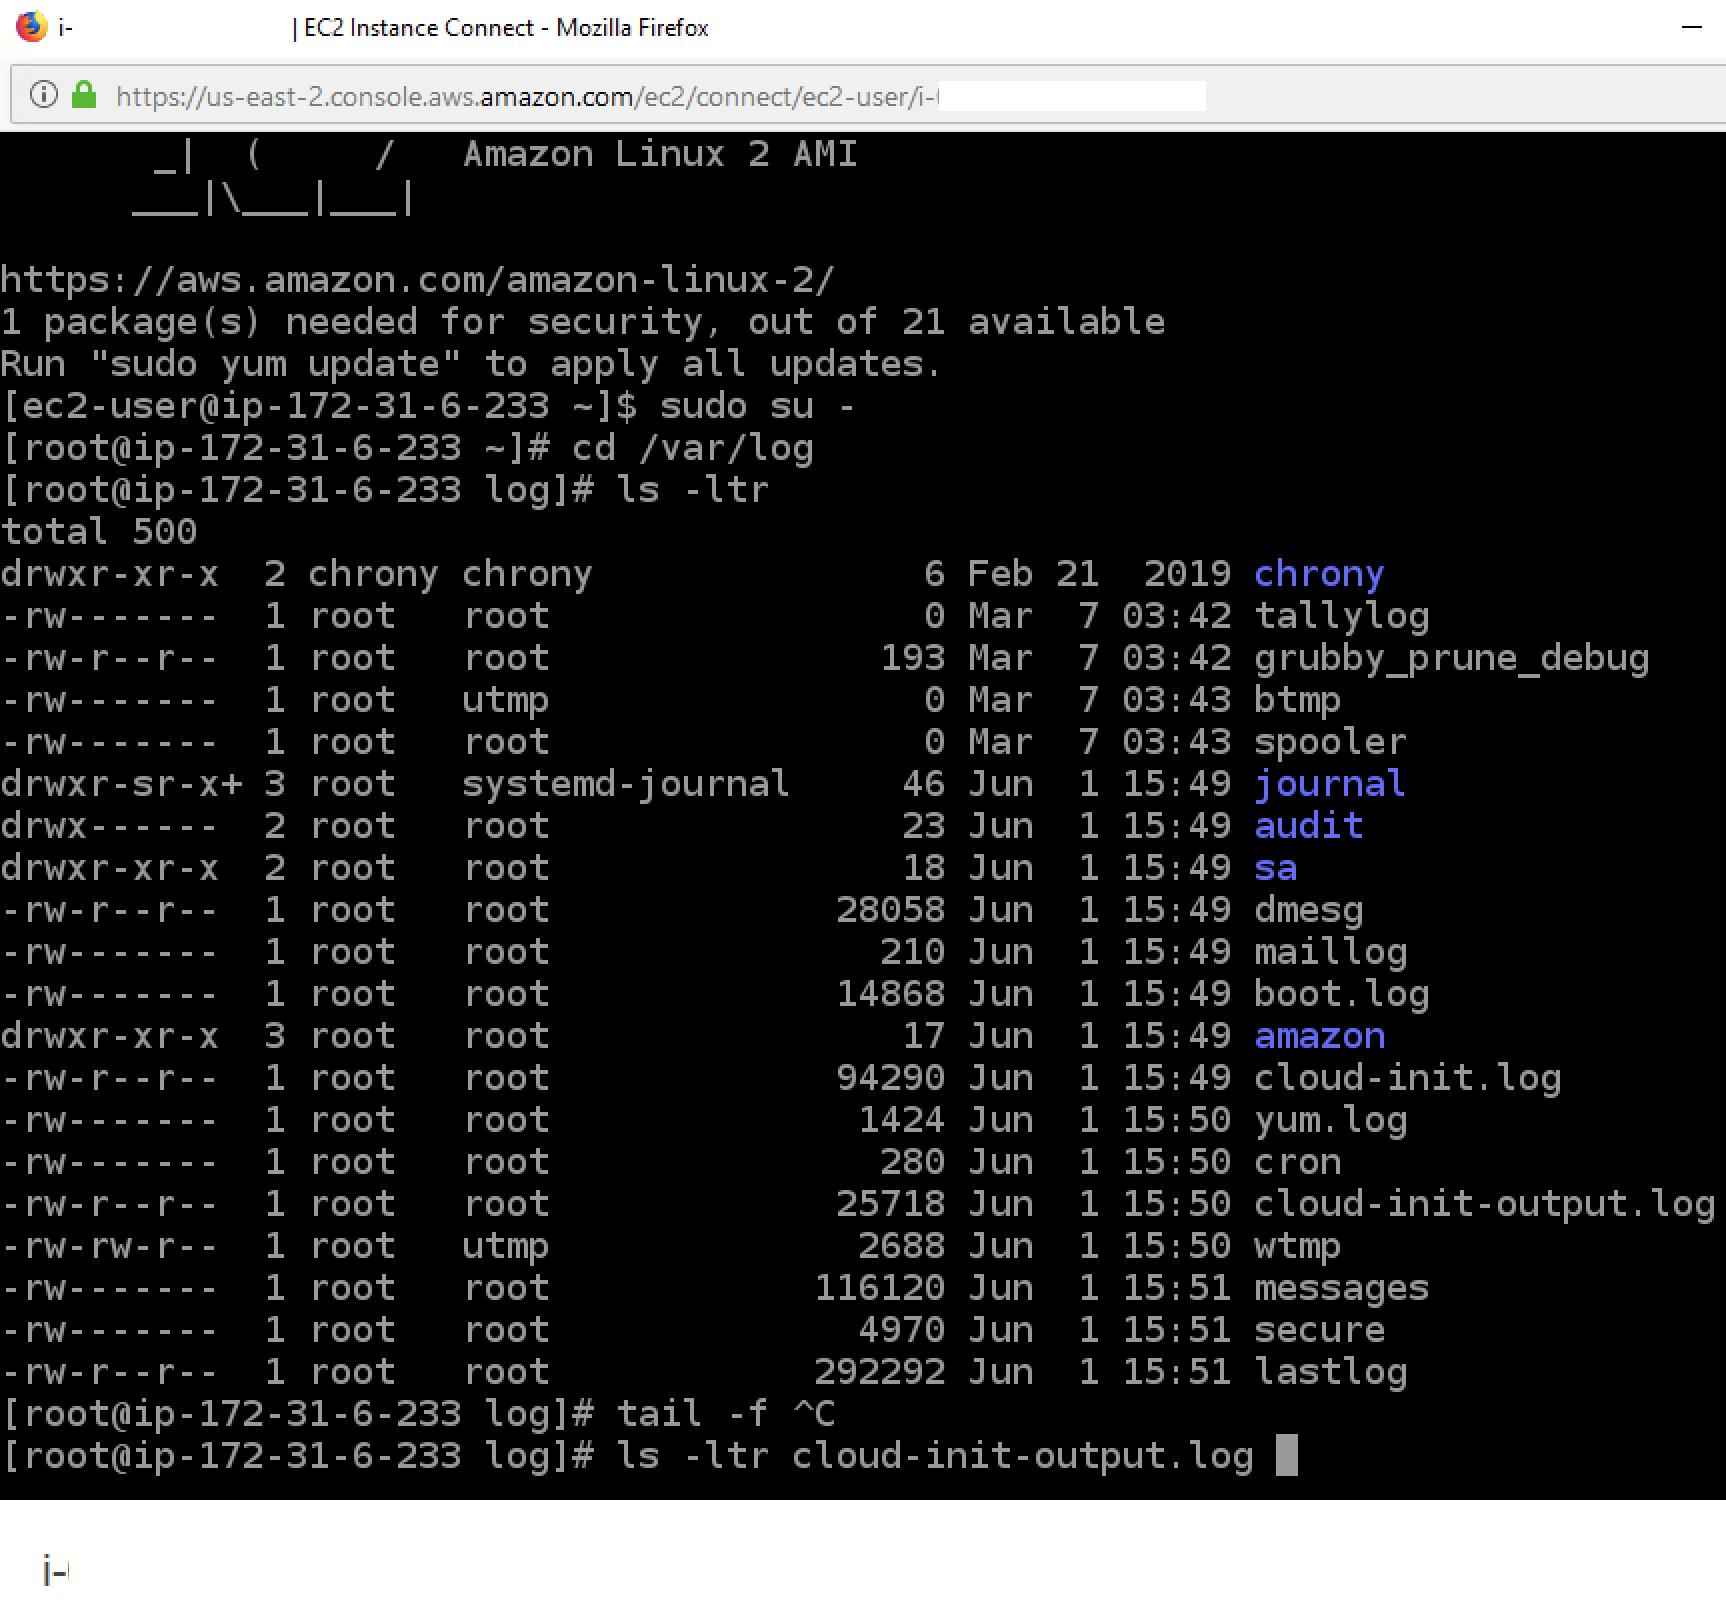 i- | EC2 Instance Connect - Mozilla Firefox
https://us-east-2.console.aws.amazon.com/ec2/connect/ec2-user/i-
_|  (     /   Amazon Linux 2 AMI
___|\___|___|
https://aws.amazon.com/amazon-linux-2/
1 package(s) needed for security, out of 21 available
Run "sudo yum update" to apply all updates.
[ec2-user@ip-172-31-6-233 ~]$ sudo su -
[root@ip-172-31-6-233 ~]# cd /var/log
[root@ip-172-31-6-233 log]# ls -ltr
total 500
drwxr-xr-x  2 chrony chrony               6 Feb 21  2019 chrony
-rw-------  1 root   root                 0 Mar  7 03:42 tallylog
-rw-r--r--  1 root   root               193 Mar  7 03:42 grubby_prune_debug
-rw-------  1 root   utmp                 0 Mar  7 03:43 btmp
-rw-------  1 root   root                 0 Mar  7 03:43 spooler
drwxr-sr-x+ 3 root   systemd-journal     46 Jun  1 15:49 journal
drwx------  2 root   root                23 Jun  1 15:49 audit
drwxr-xr-x  2 root   root                18 Jun  1 15:49 sa
-rw-r--r--  1 root   root             28058 Jun  1 15:49 dmesg
-rw-------  1 root   root               210 Jun  1 15:49 maillog
-rw-------  1 root   root             14868 Jun  1 15:49 boot.log
drwxr-xr-x  3 root   root                17 Jun  1 15:49 amazon
-rw-r--r--  1 root   root             94290 Jun  1 15:49 cloud-init.log
-rw-------  1 root   root              1424 Jun  1 15:50 yum.log
-rw-------  1 root   root               280 Jun  1 15:50 cron
-rw-r--r--  1 root   root             25718 Jun  1 15:50 cloud-init-output.log
-rw-rw-r--  1 root   utmp              2688 Jun  1 15:50 wtmp
-rw-------  1 root   root            116120 Jun  1 15:51 messages
-rw-------  1 root   root              4970 Jun  1 15:51 secure
-rw-r--r--  1 root   root            292292 Jun  1 15:51 lastlog
[root@ip-172-31-6-233 log]# tail -f ^C
[root@ip-172-31-6-233 log]# ls -ltr cloud-init-output.log
i-